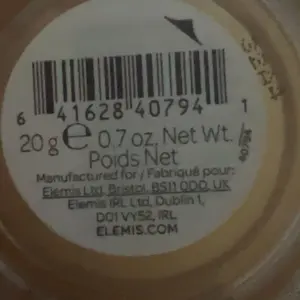 6 41628 40794 1
20 g e 0.7 oz. Net Wt.
Poids Net
Manufactured for / Fabriqué pour:
Elemis Ltd, Bristol, BS11 0DD, UK
Elemis IRL Ltd, Dublin 1,
D01 VY52, IRL
ELEMIS.COM